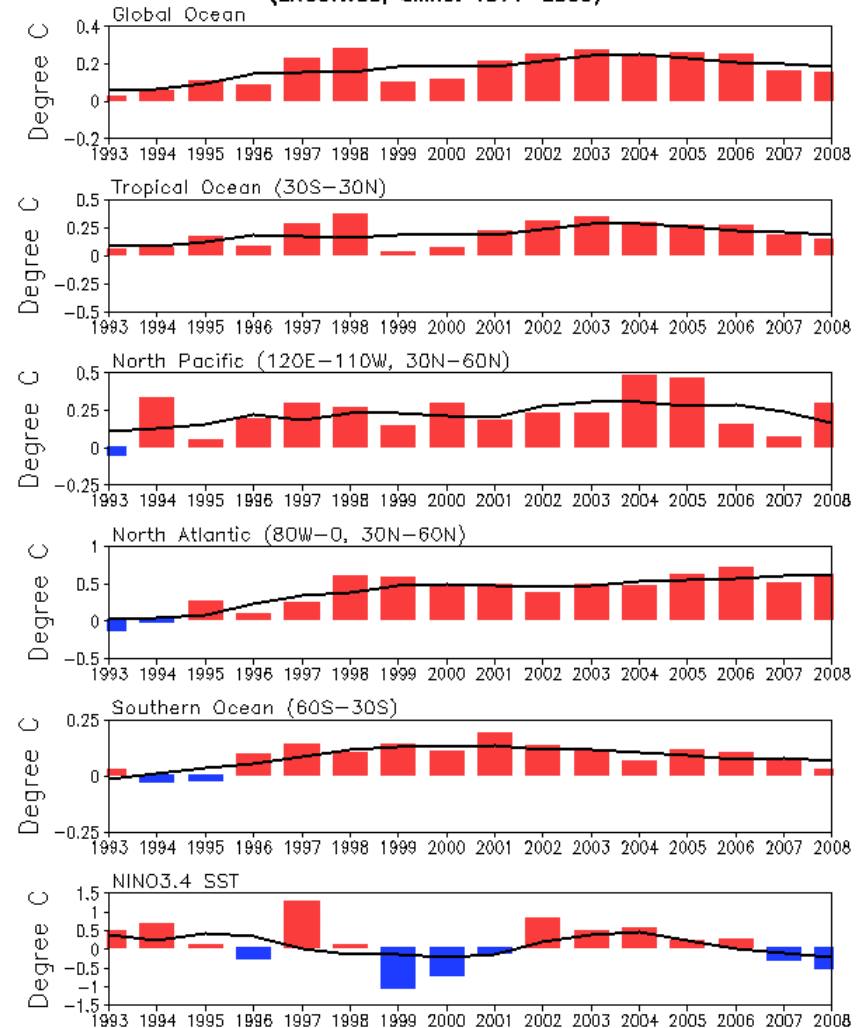 Global Ocean
Degree C
0.4
0.2
0
−0.2
1993 1994 1995 1996 1997 1998 1999 2000 2001 2002 2003 2004 2005 2006 2007 2008
Tropical Ocean (30S−30N)
Degree C
0.5
0.25
0
−0.25
−0.5
1993 1994 1995 1996 1997 1998 1999 2000 2001 2002 2003 2004 2005 2006 2007 2008
North Pacific (120E−110W, 30N−60N)
Degree C
0.5
0.25
0
−0.25
1993 1994 1995 1996 1997 1998 1999 2000 2001 2002 2003 2004 2005 2006 2007 2008
North Atlantic (80W−0, 30N−60N)
Degree C
1
0.5
0
−0.5
1993 1994 1995 1996 1997 1998 1999 2000 2001 2002 2003 2004 2005 2006 2007 2008
Southern Ocean (60S−30S)
Degree C
0.25
0
−0.25
1993 1994 1995 1996 1997 1998 1999 2000 2001 2002 2003 2004 2005 2006 2007 2008
NINO3.4 SST
Degree C
1.5
1
0.5
0
−0.5
−1
−1.5
1993 1994 1995 1996 1997 1998 1999 2000 2001 2002 2003 2004 2005 2006 2007 2008